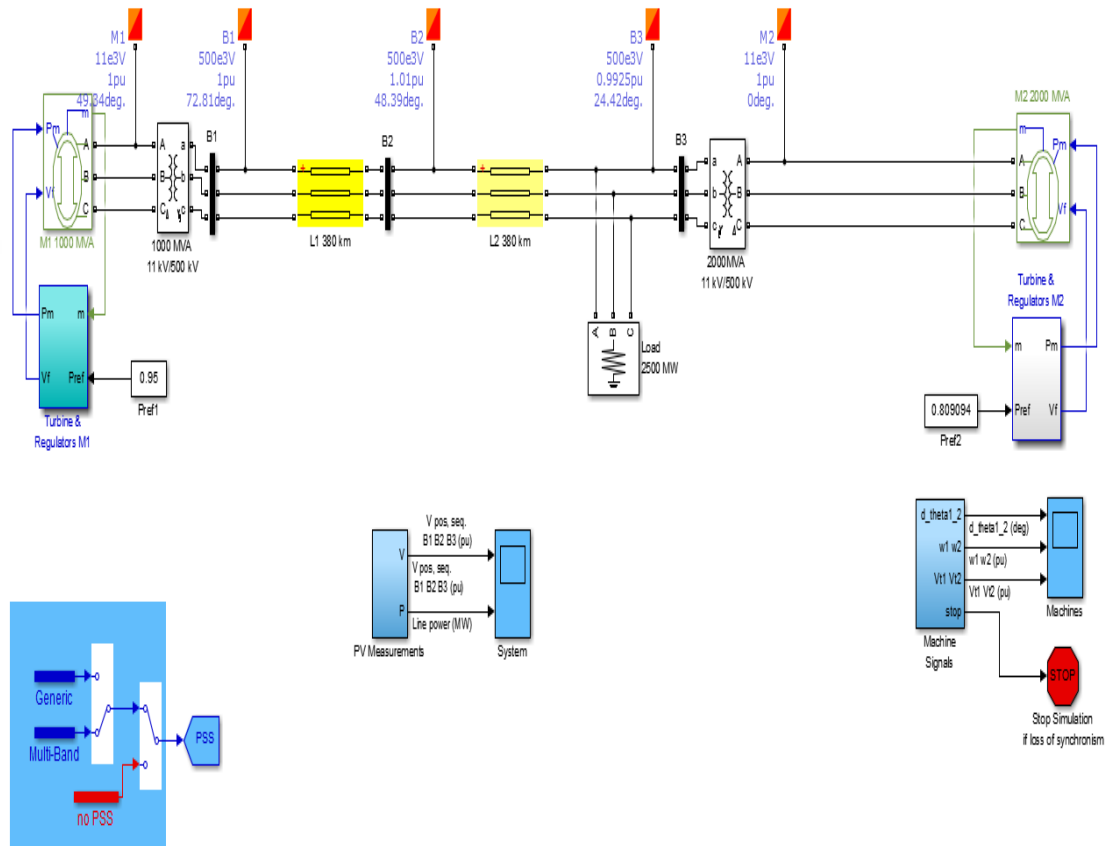 M1
11e3V
1pu
49.34deg.
B1
500e3V
1pu
72.81deg.
B2
500e3V
1.01pu
48.39deg.
B3
500e3V
0.9925pu
24.42deg.
M2
11e3V
1pu
0deg.
m
Pm
A
B
Vf
C
M1 1000 MVA
A
a
B
b
C
c
1000 MVA
11 kV/500 kV
B1
L1 380 km
B2
L2 380 km
B3
a
A
b
B
c
C
2000MVA
11 kV/500 kV
M2 2000 MVA
m
Pm
A
B
Vf
C
A
B
C
Load
2500 MW
Pm
m
Vf
Pref
Turbine &
Regulators M1
0.95
Pref1
Turbine &
Regulators M2
m
Pm
Pref
Vf
0.809094
Pref2
V pos, seq.
B1 B2 B3 (pu)
V
V pos, seq.
B1 B2 B3 (pu)
P
Line power (MW)
PV Measurements
System
d_theta1_2
d_theta1_2 (deg)
w1 w2
w1 w2 (pu)
Vt1 Vt2
Vt1 Vt2 (pu)
stop
Machine
Signals
Machines
STOP
Stop Simulation
if loss of synchronism
Generic
Multi-Band
no PSS
PSS